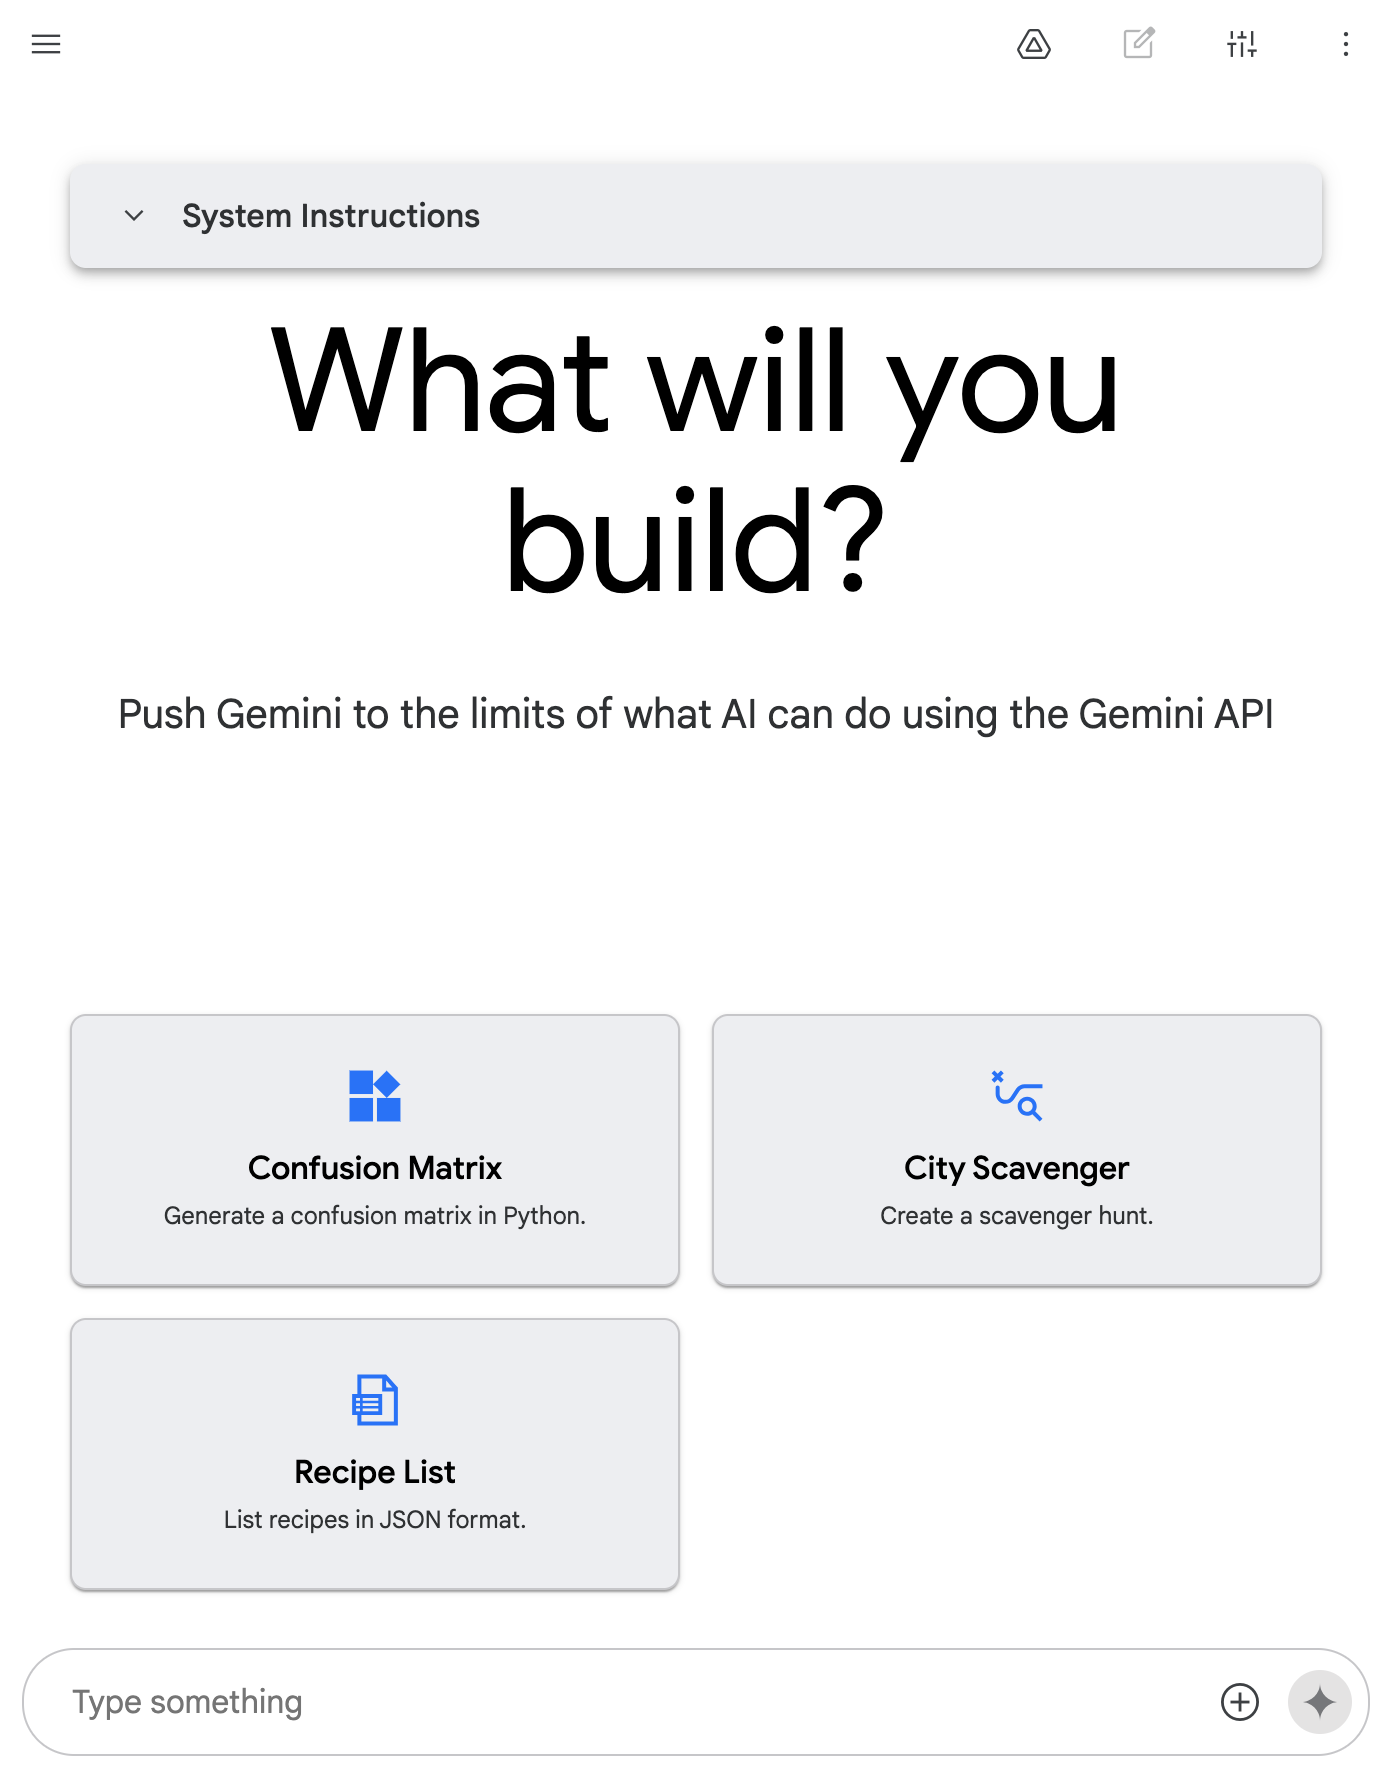 System Instructions
What will you
build?
Push Gemini to the limits of what AI can do using the Gemini API
Confusion Matrix
Generate a confusion matrix in Python.
City Scavenger
Create a scavenger hunt.
Recipe List
List recipes in JSON format.
Type something